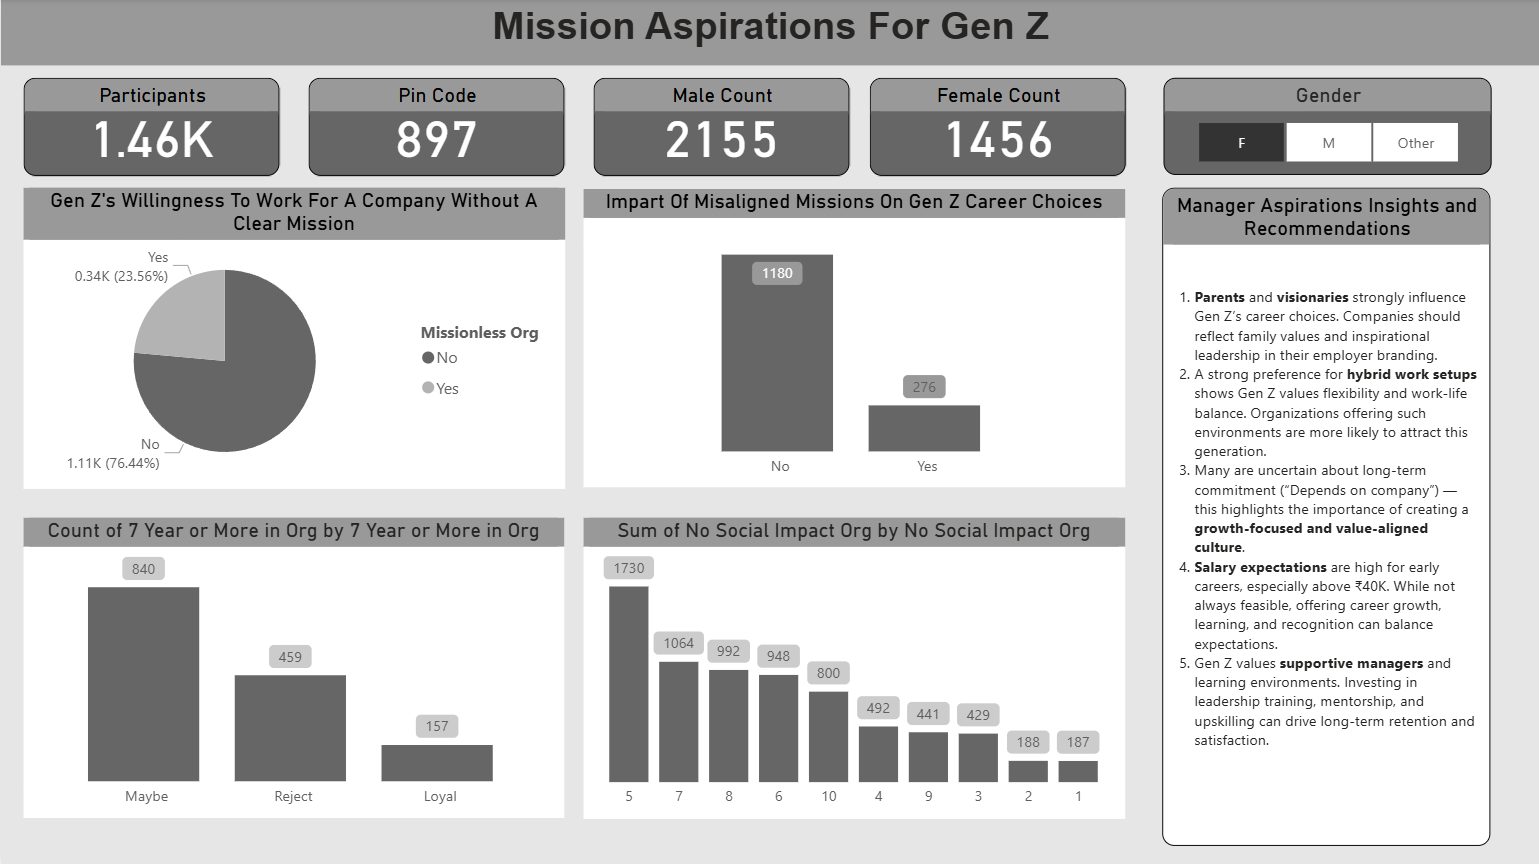 Mission Aspirations For Gen Z
Participants
1.46K
Pin Code
897
Male Count
2155
Female Count
1456
Gender
F
M
Other
Gen Z's Willingness To Work For A Company Without A
Clear Mission
Yes
0.34K (23.56%)
No
1.11K (76.44%)
Missionless Org
No
Yes
Impart Of Misaligned Missions On Gen Z Career Choices
1180
276
No
Yes
Count of 7 Year or More in Org by 7 Year or More in Org
840
459
157
Maybe
Reject
Loyal
Sum of No Social Impact Org by No Social Impact Org
1730
1064
992
948
800
492
441
429
188
187
5
7
8
6
10
4
9
3
2
1
Manager Aspirations Insights and
Recommendations
1. Parents and visionaries strongly influence
Gen Z’s career choices. Companies should
reflect family values and inspirational
leadership in their employer branding.
2. A strong preference for hybrid work setups
shows Gen Z values flexibility and work-life
balance. Organizations offering such
environments are more likely to attract this
generation.
3. Many are uncertain about long-term
commitment (“Depends on company”) —
this highlights the importance of creating a
growth-focused and value-aligned
culture.
4. Salary expectations are high for early
careers, especially above ₹40K. While not
always feasible, offering career growth,
learning, and recognition can balance
expectations.
5. Gen Z values supportive managers and
learning environments. Investing in
leadership training, mentorship, and
upskilling can drive long-term retention and
satisfaction.